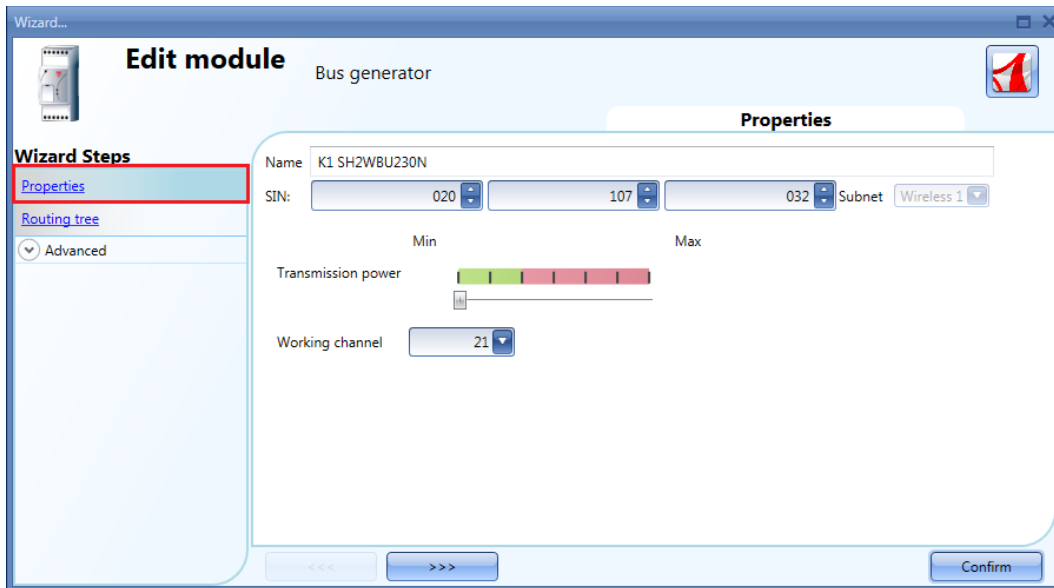 Wizard...
Edit module
Bus generator
Properties
Wizard Steps
Properties
Routing tree
Advanced
Name K1 SH2WBU230N
SIN: 020 107 032 Subnet Wireless 1
Min Max
Transmission power
Working channel 21
<<< >>> Confirm